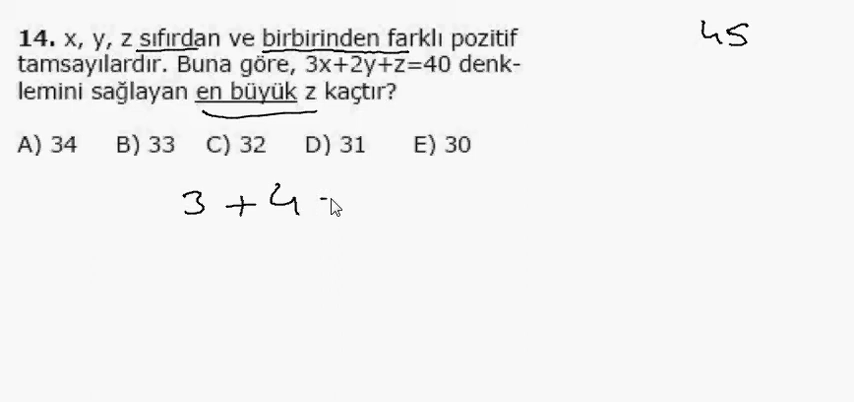 14. x, y, z sıfırdan ve birbirinden farklı pozitif
45
tamsayılardır. Buna göre, 3x+2y+z=40 denk-
lemini sağlayan en büyük z kaçtır?
A) 34 B) 33 C) 32 D) 31 E) 30
3 + 4 -